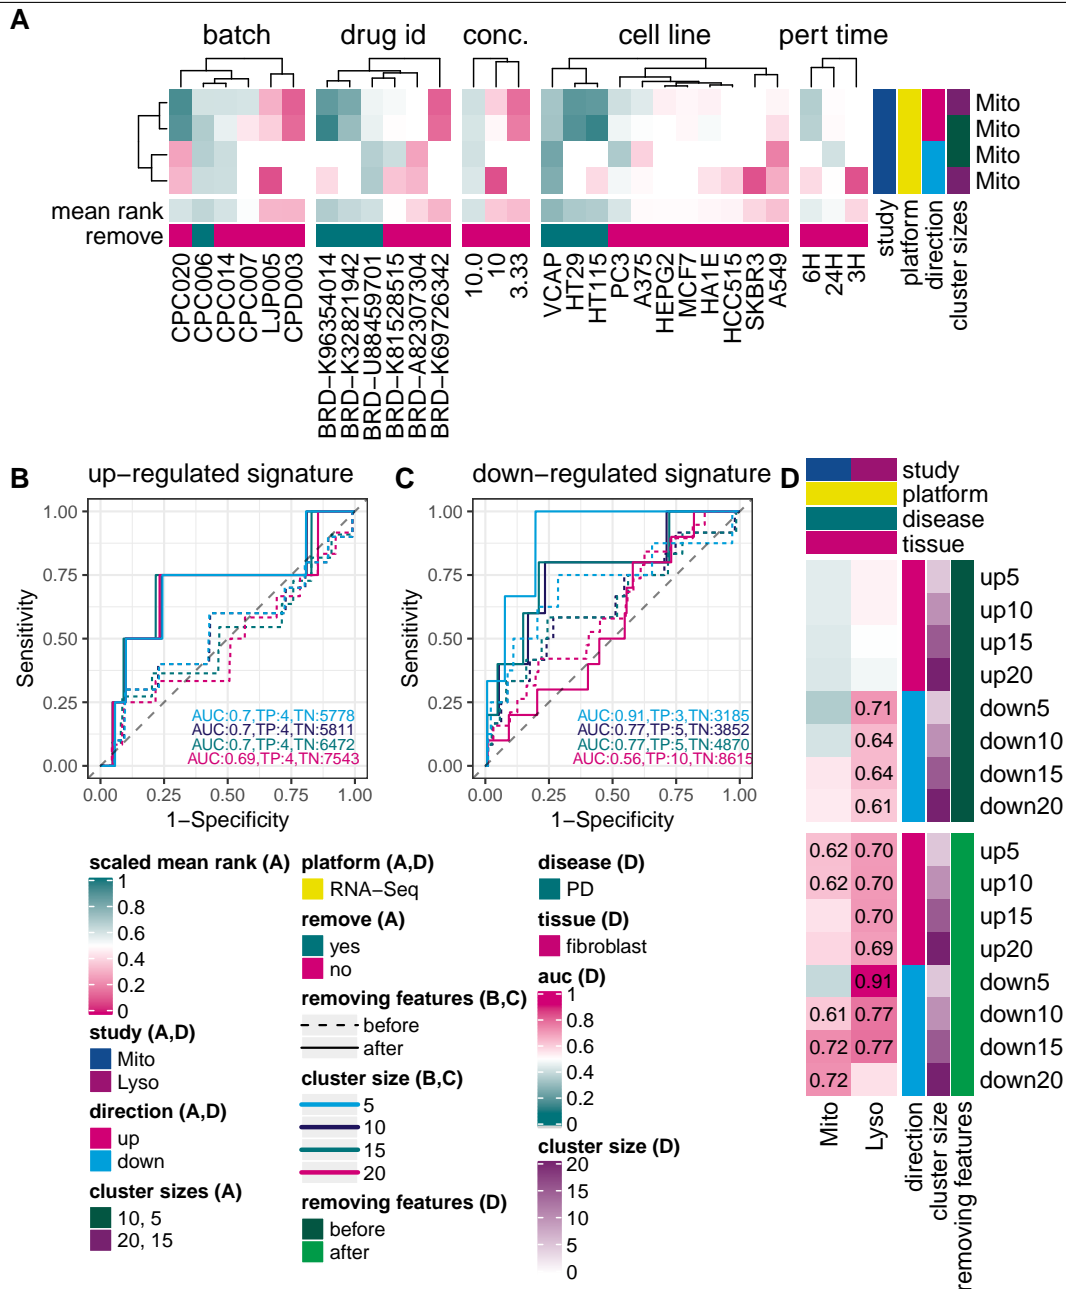 A
batch
drug id
conc.
cell line
pert time
Mito
Mito
Mito
Mito
mean rank
remove
CPC020
CPC006
CPC014
CPC007
LJP005
CPD003
BRD−K96354014
BRD−K32821942
BRD−U88459701
BRD−K81528515
BRD−A82307304
BRD−K69726342
10.0
10
3.33
VCAP
HT29
HT115
PC3
A375
HEPG2
MCF7
HA1E
HCC515
SKBR3
A549
6H
24H
3H
study
platform
direction
cluster sizes
B
up−regulated signature
1.00
0.75
0.50
0.25
0.00
Sensitivity
AUC:0.7,TP:4,TN:5778
AUC:0.7,TP:4,TN:5811
AUC:0.7,TP:4,TN:6472
AUC:0.69,TP:4,TN:7543
0.00 0.25 0.50 0.75 1.00
1−Specificity
C
down−regulated signature
1.00
0.75
0.50
0.25
0.00
Sensitivity
AUC:0.91,TP:3,TN:3185
AUC:0.77,TP:5,TN:3852
AUC:0.77,TP:5,TN:4870
AUC:0.56,TP:10,TN:8615
0.00 0.25 0.50 0.75 1.00
1−Specificity
D
study
platform
disease
tissue
up5
up10
up15
up20
0.71 down5
0.64 down10
0.64 down15
0.61 down20
0.62 0.70 up5
0.62 0.70 up10
0.70 up15
0.69 up20
0.91 down5
0.61 0.77 down10
0.72 0.77 down15
0.72 down20
Mito
Lyso
direction
cluster size
removing features
scaled mean rank (A)
1
0.8
0.6
0.4
0.2
0
study (A,D)
Mito
Lyso
direction (A,D)
up
down
cluster sizes (A)
10, 5
20, 15
platform (A,D)
RNA−Seq
remove (A)
yes
no
removing features (B,C)
before
after
cluster size (B,C)
5
10
15
20
removing features (D)
before
after
disease (D)
PD
tissue (D)
fibroblast
auc (D)
1
0.8
0.6
0.4
0.2
0
cluster size (D)
20
15
10
5
0